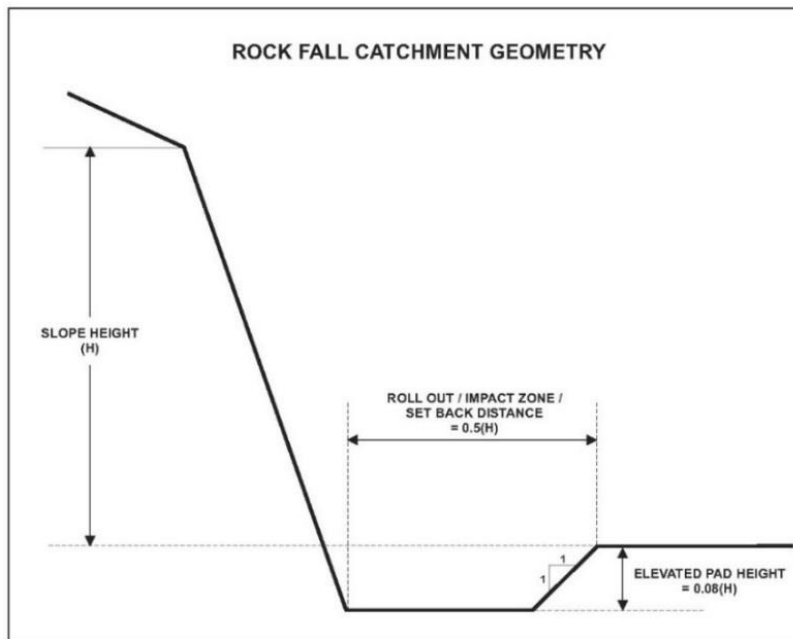 ROCK FALL CATCHMENT GEOMETRY
SLOPE HEIGHT
(H)
ROLL OUT / IMPACT ZONE /
SET BACK DISTANCE
= 0.5(H)
1
1
ELEVATED PAD HEIGHT
= 0.08(H)